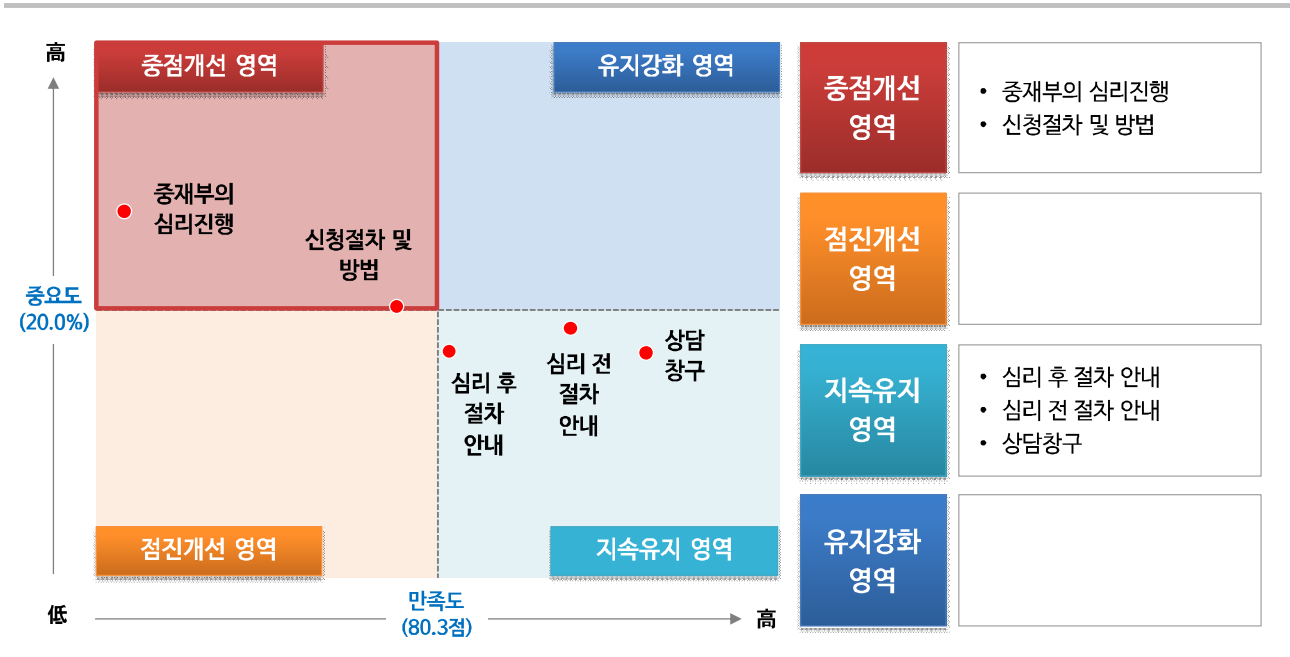 高
중점개선 영역
유지강화 영역
중재부의
심리진행
신청절차 및
방법
중요도
(20.0%)
심리 후
절차
안내
심리 전
절차
안내
상담
창구
점진개선 영역
지속유지 영역
低
만족도
(80.3점)
高
중점개선
영역
• 중재부의 심리진행
• 신청절차 및 방법
점진개선
영역
지속유지
영역
• 심리 후 절차 안내
• 심리 전 절차 안내
• 상담창구
유지강화
영역